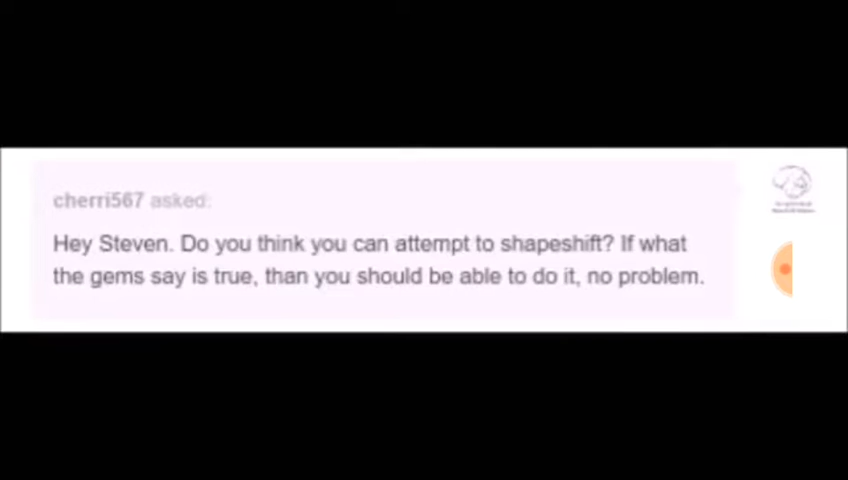 cherri567 asked:
Hey Steven. Do you think you can attempt to shapeshift? If what
the gems say is true, than you should be able to do it, no problem.